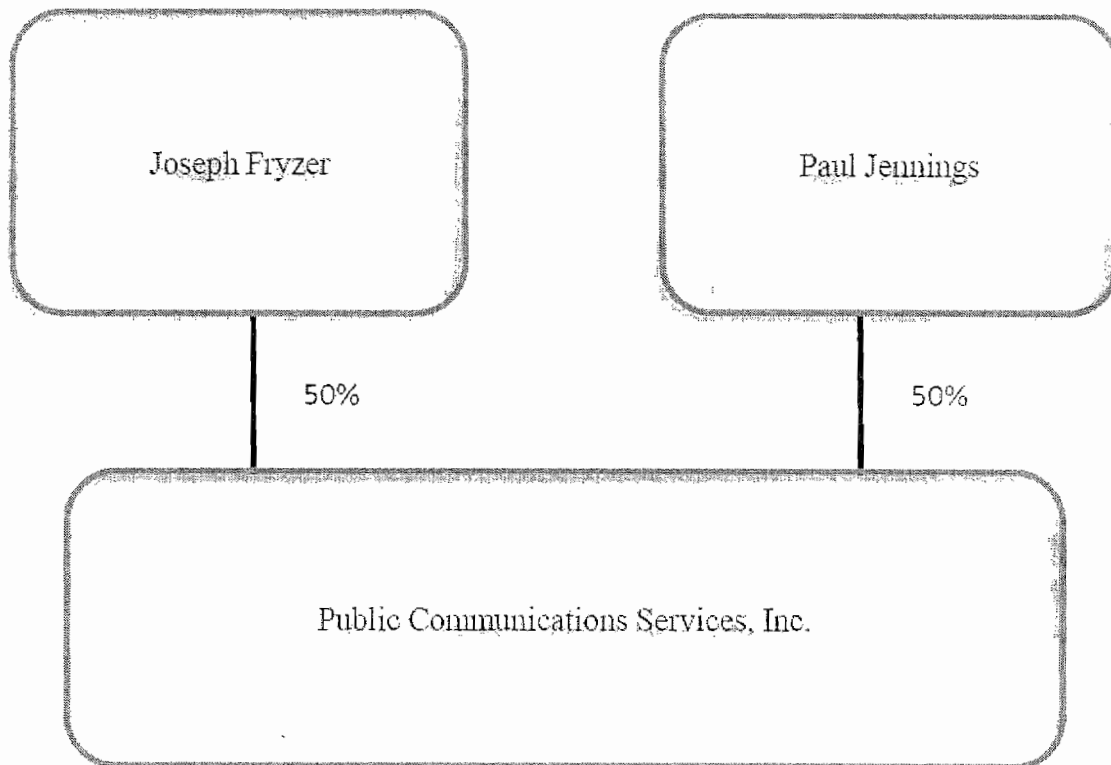 Joseph Fryzer
Paul Jennings
50%
50%
Public Communications Services, Inc.